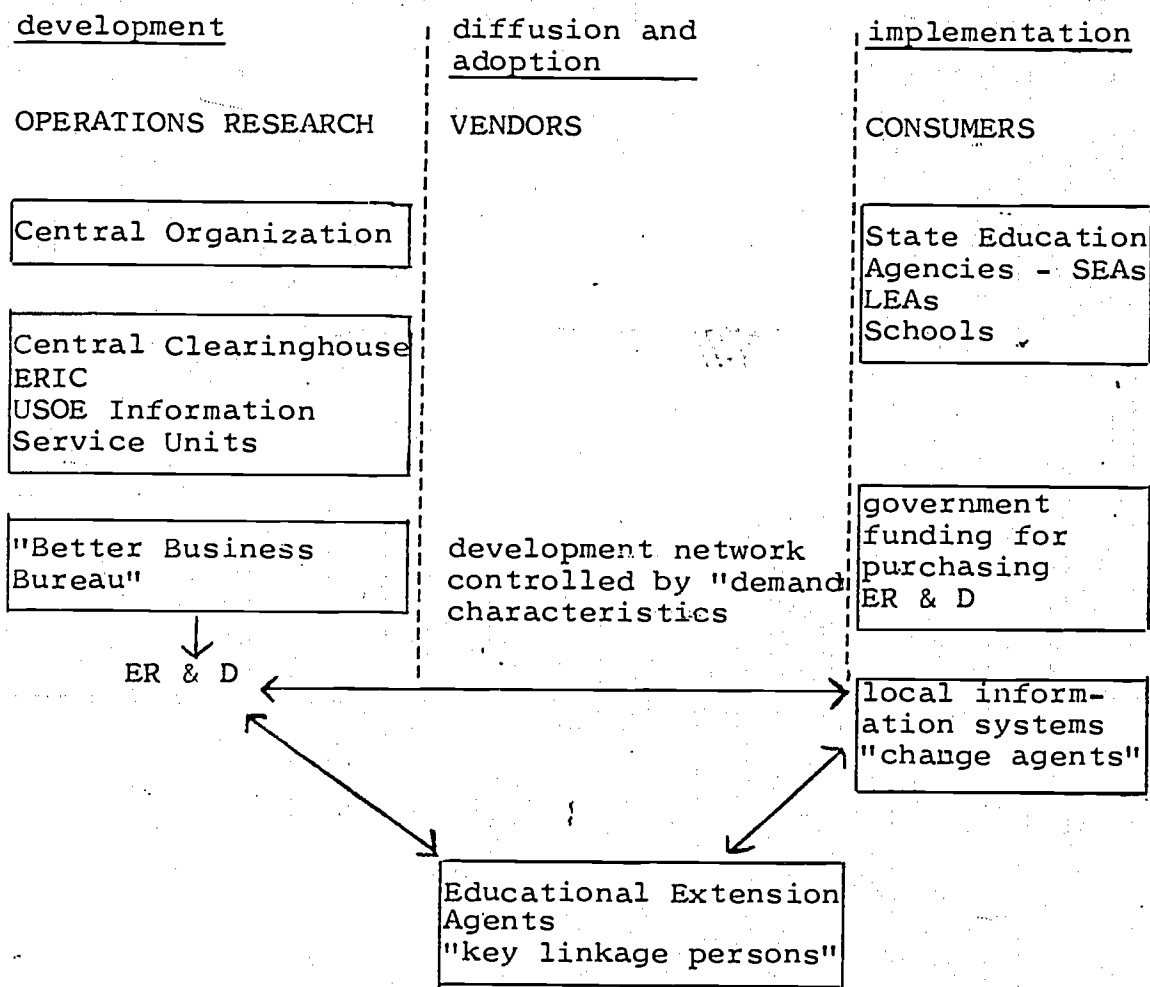 development
OPERATIONS RESEARCH
Central Organization
Central Clearinghouse
ERIC
USOE Information
Service Units
"Better Business
Bureau"
ER & D
diffusion and
adoption
VENDORS
development network
controlled by "demand
characteristics
implementation
CONSUMERS
State Education
Agencies - SEAs
LEAs
Schools
government
funding for
purchasing
ER & D
local inform-
ation systems
"change agents"
Educational Extension
Agents
"key linkage persons"